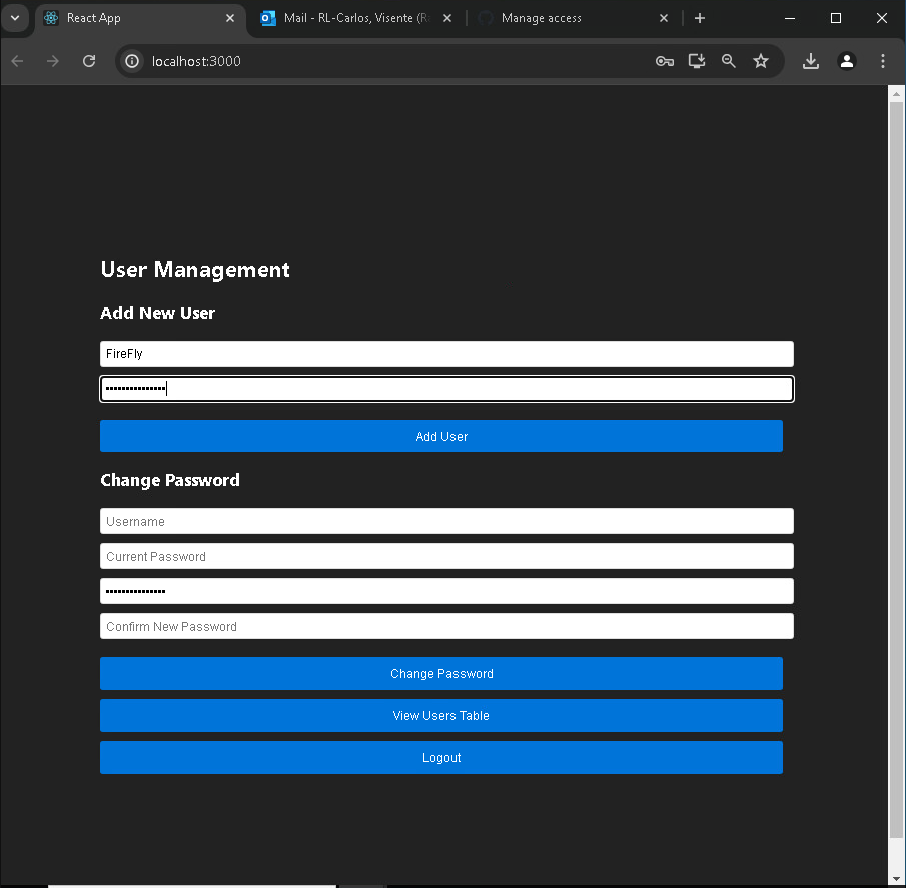 React App
Mail - RL-Carlos, Visente (R
Manage access
localhost:3000
User Management
Add New User
FireFly
••••••••••••••
Add User
Change Password
Username
Current Password
••••••••••••••
Confirm New Password
Change Password
View Users Table
Logout